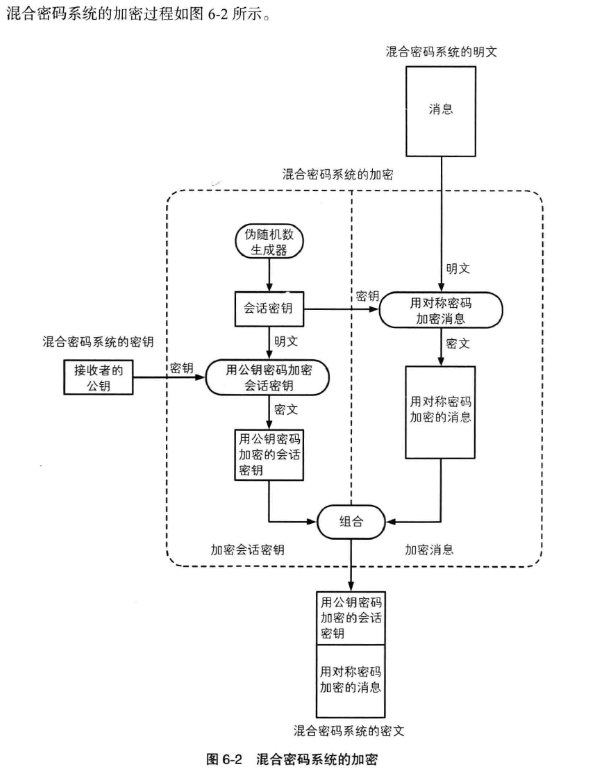 混合密码系统的加密过程如图 6-2 所示。
混合密码系统的明文
消息
混合密码系统的加密
伪随机数
生成器
明文
会话密钥
密钥
用对称密码
加密消息
明文
密文
混合密码系统的密钥
接收者的
公钥
密钥
用公钥密码加密
会话密钥
用对称密码
加密的消息
密文
用公钥密码
加密的会话
密钥
组合
加密会话密钥
加密消息
用公钥密码
加密的会话
密钥
用对称密码
加密的消息
混合密码系统的密文
图 6-2 混合密码系统的加密